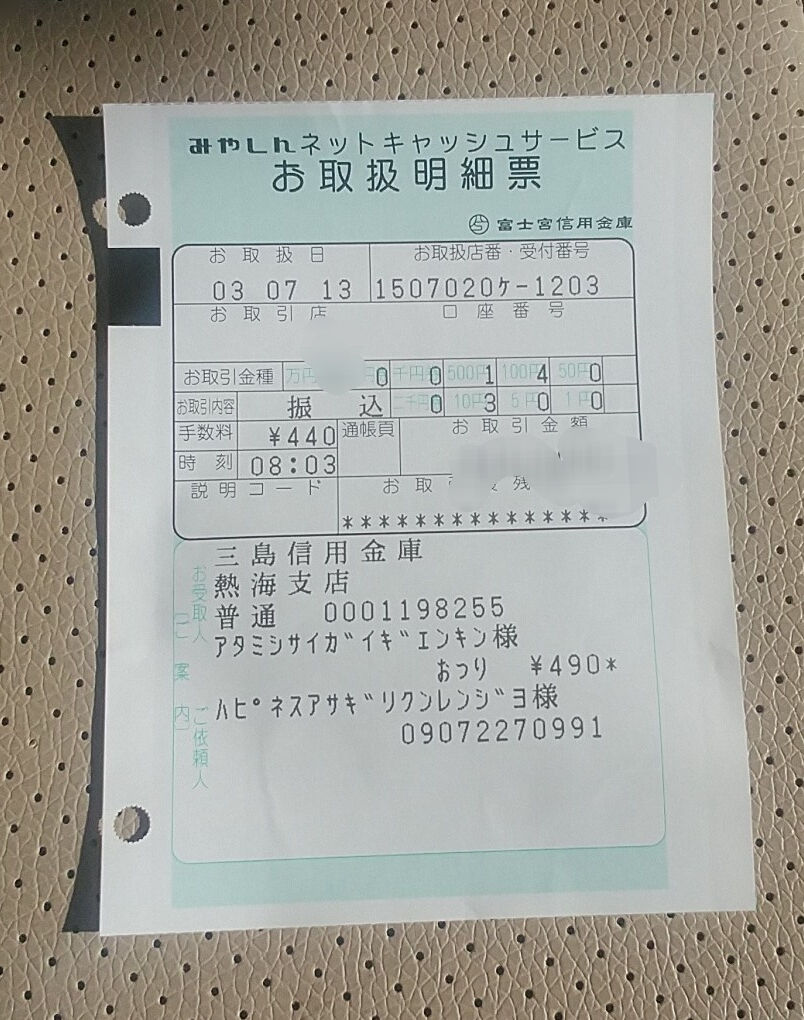 みやしんネットキャッシュサービス
お取扱明細票
富士宮信用金庫
お取扱日 お取扱店番・受付番号
03 07 13 1507020ケ-1203
お取引店 口座番号
お取引金種 万円 0 千円 0 500円 1 100円 4 50円 0
お取引内容 振込 二千円 0 10円 3 5円 0 1円 0
手数料 ¥440 通帳頁 お取引金額
時刻 08:03
説明コード お取 残
***************
お受取人 ご依頼人
(ご案内)
三島信用金庫
熱海支店
普通 0001198255
アタミシサイガイギエンキン様
おつり ¥490*
ハピネスアサギリクンレンジョ様
09072270991